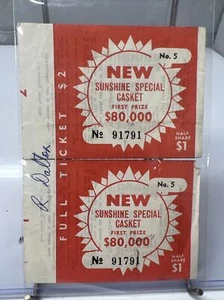 No. 5
NEW
SUNSHINE SPECIAL
CASKET
FIRST PRIZE
$80,000
No 91791
HALF
SHARE
$1
No. 5
NEW
SUNSHINE SPECIAL
CASKET
FIRST PRIZE
$80,000
No 91791
HALF
SHARE
$1
FULL TICKET $2
R. Dalton